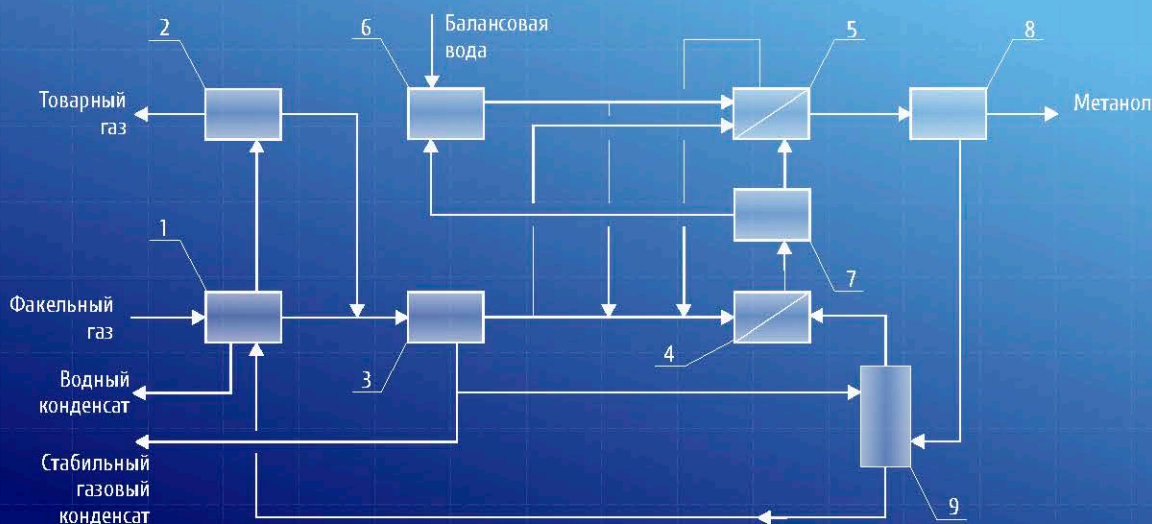 2
6
Балансовая
вода
5
8
Товарный
газ
Метанол
1
7
Факельный
газ
3
4
Водный
конденсат
Стабильный
газовый
конденсат
9